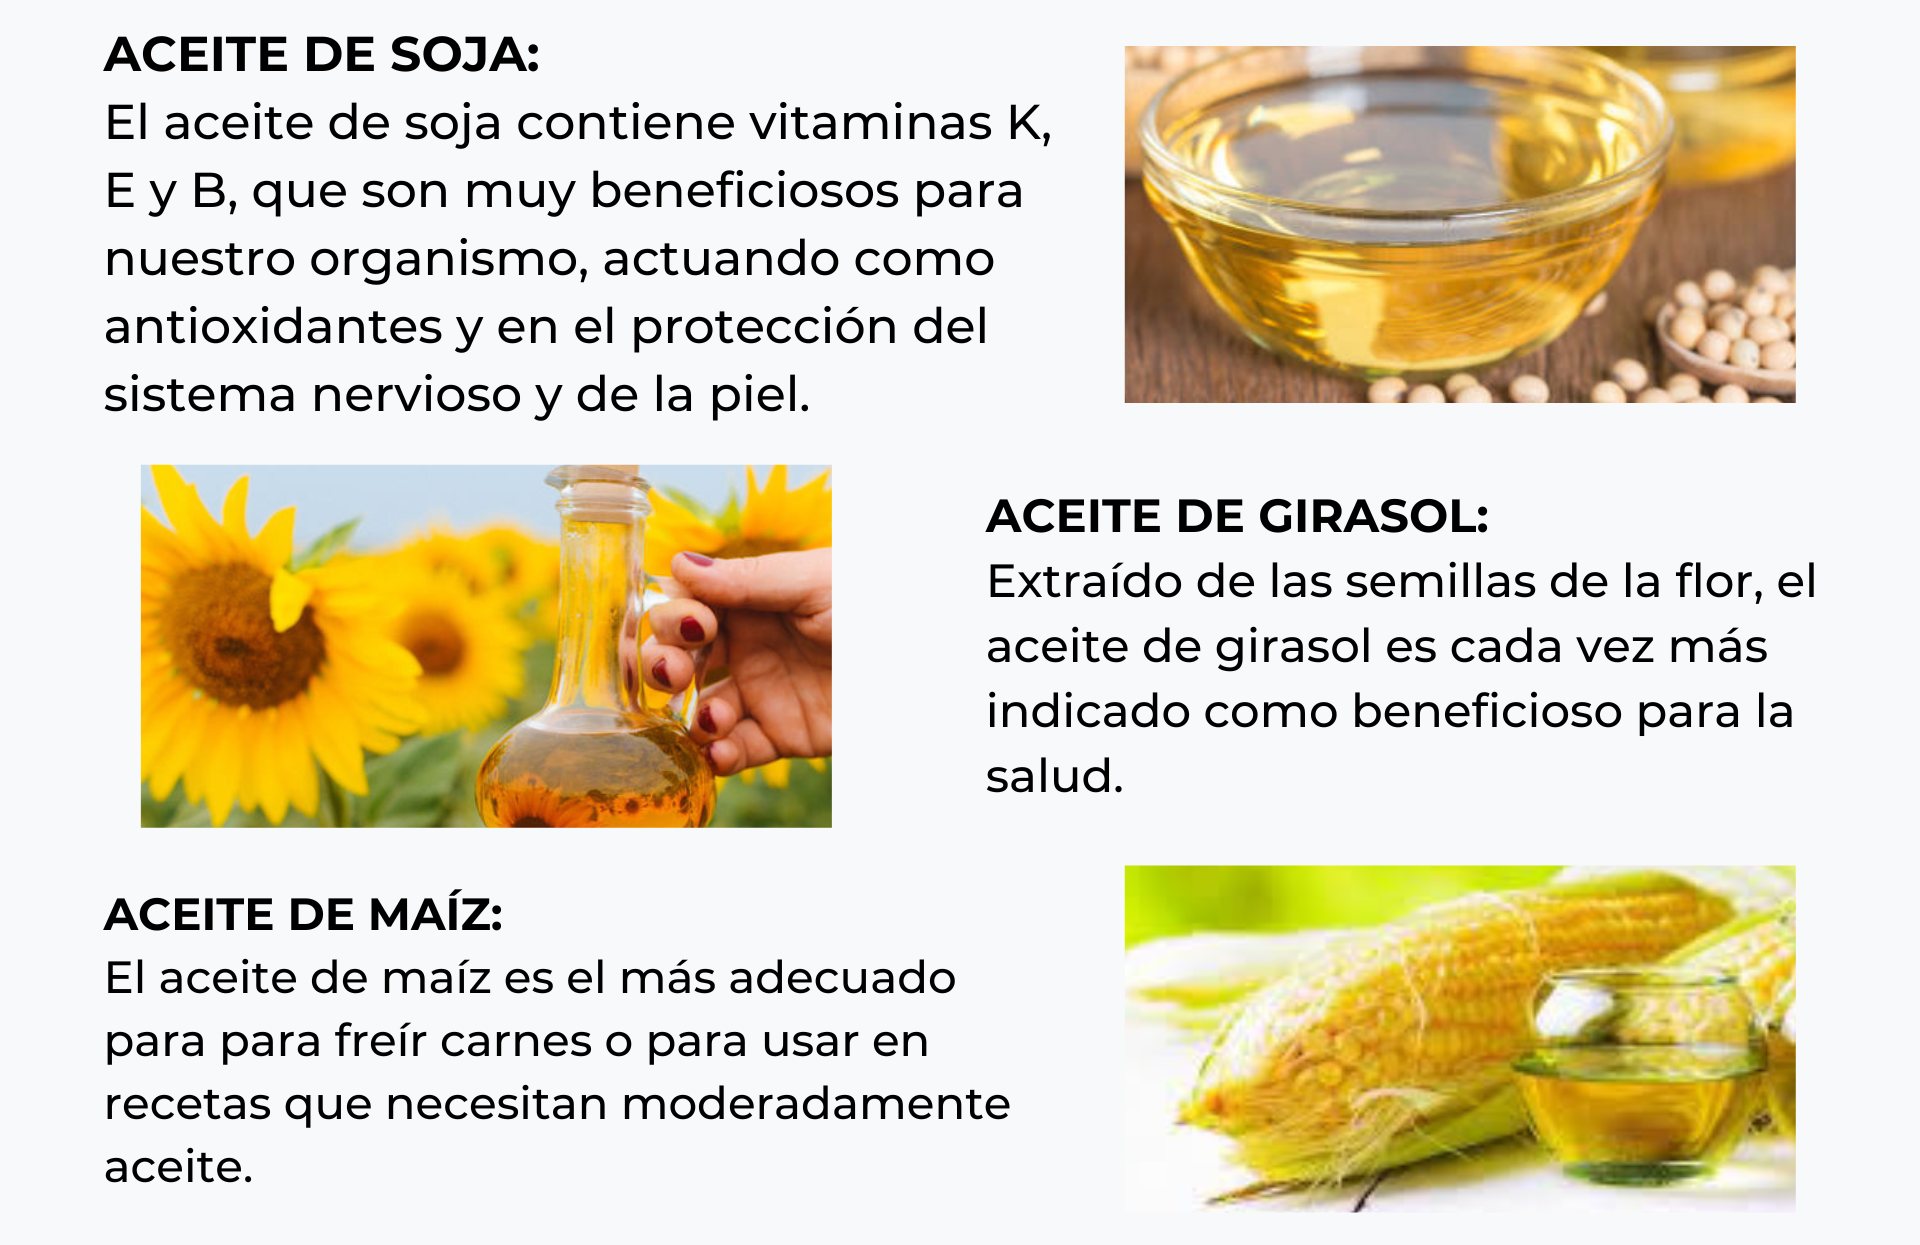 ACEITE DE SOJA:
El aceite de soja contiene vitaminas K,
E y B, que son muy beneficiosos para
nuestro organismo, actuando como
antioxidantes y en el protección del
sistema nervioso y de la piel.
ACEITE DE GIRASOL:
Extraído de las semillas de la flor, el
aceite de girasol es cada vez más
indicado como beneficioso para la
salud.
ACEITE DE MAÍZ:
El aceite de maíz es el más adecuado
para para freír carnes o para usar en
recetas que necesitan moderadamente
aceite.